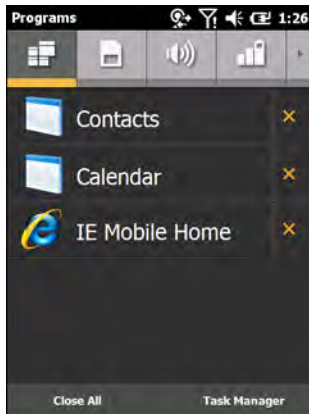 Programs 1:26
Contacts
Calendar
IE Mobile Home
Close All Task Manager